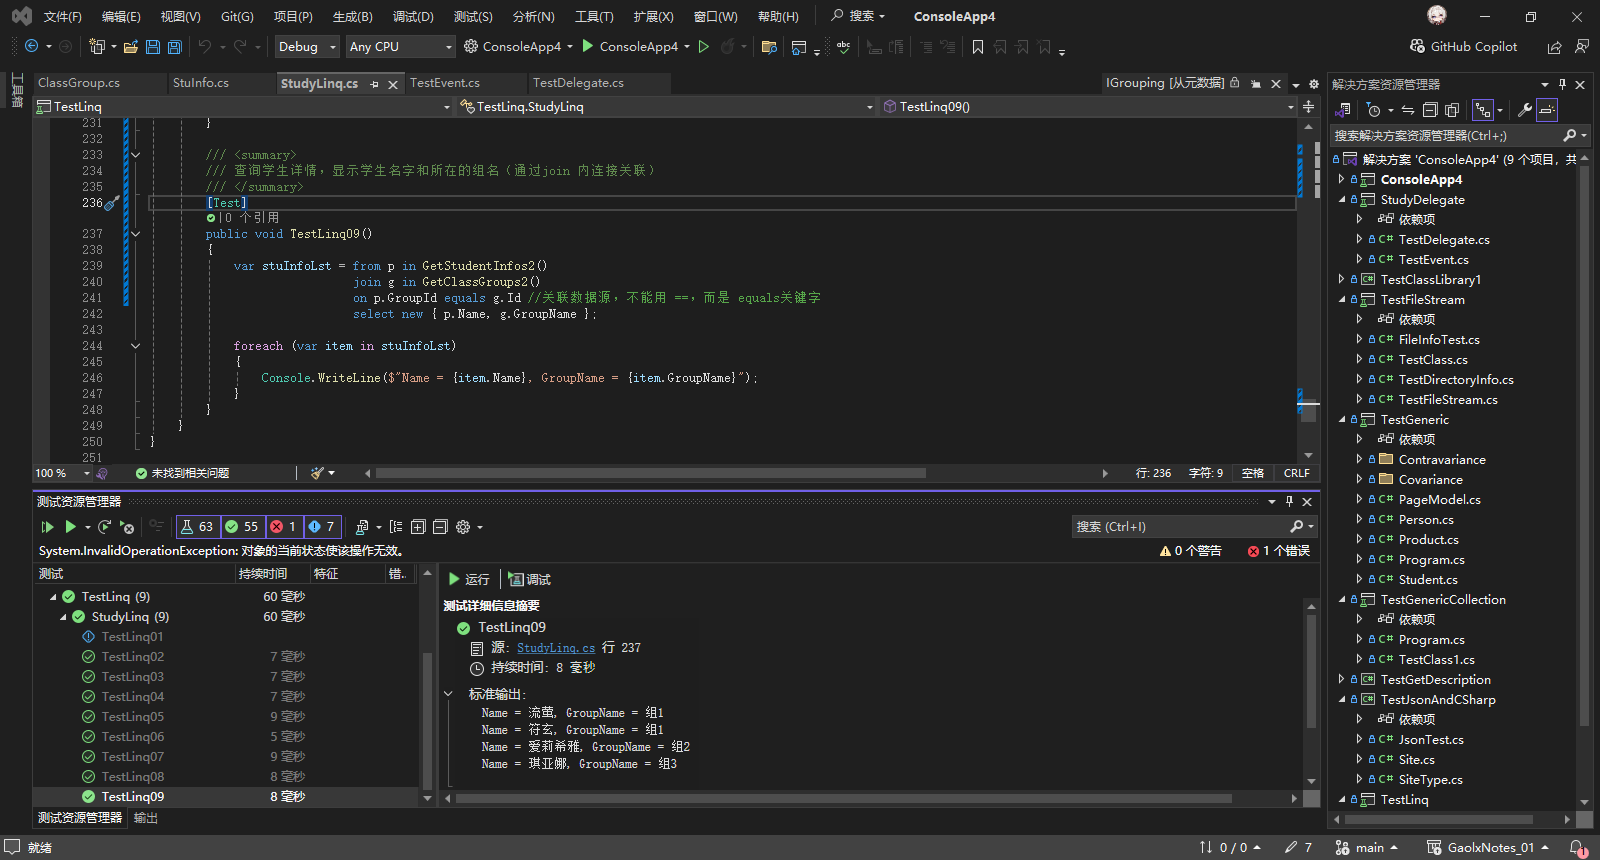 文件(F) 编辑(E) 视图(V) Git(G) 项目(P) 生成(B) 调试(D) 测试(S) 分析(N) 工具(T) 扩展(X) 窗口(W) 帮助(H) 搜索 ConsoleApp4
Debug Any CPU ConsoleApp4 ConsoleApp4 GitHub Copilot
工具箱
ClassGroup.cs StuInfo.cs StudyLinq.cs TestEvent.cs TestDelegate.cs IGrouping [从元数据]
TestLinq TestLinq.StudyLinq TestLinq09()
231 }
232
233 /// <summary>
234 /// 查询学生详情，显示学生名字和所在的组名（通过join 内连接关联）
235 /// </summary>
236 [Test]
|0 个引用
237 public void TestLinq09()
238 {
239 var stuInfoLst = from p in GetStudentInfos2()
240 join g in GetClassGroups2()
241 on p.GroupId equals g.Id //关联数据源，不能用 ==，而是 equals关键字
242 select new { p.Name, g.GroupName };
243
244 foreach (var item in stuInfoLst)
245 {
246 Console.WriteLine($"Name = {item.Name}, GroupName = {item.GroupName}");
247 }
248 }
249 }
250 }
251
100 % 未找到相关问题 行: 236 字符: 9 空格 CRLF
测试资源管理器
63 55 1 7 搜索 (Ctrl+I)
System.InvalidOperationException: 对象的当前状态使该操作无效。 0 个警告 1 个错误
测试 持续时间 特征 错..
TestLinq (9) 60 毫秒
StudyLinq (9) 60 毫秒
TestLinq01
TestLinq02 7 毫秒
TestLinq03 7 毫秒
TestLinq04 7 毫秒
TestLinq05 9 毫秒
TestLinq06 5 毫秒
TestLinq07 9 毫秒
TestLinq08 8 毫秒
TestLinq09 8 毫秒
运行 调试
测试详细信息摘要
TestLinq09
源: StudyLinq.cs 行 237
持续时间: 8 毫秒
标准输出:
Name = 流萤, GroupName = 组1
Name = 符玄, GroupName = 组1
Name = 爱莉希雅, GroupName = 组2
Name = 琪亚娜, GroupName = 组3
测试资源管理器 输出
解决方案资源管理器
搜索解决方案资源管理器(Ctrl+;)
解决方案 'ConsoleApp4' (9 个项目，共
ConsoleApp4
StudyDelegate
依赖项
C# TestDelegate.cs
C# TestEvent.cs
C# TestClassLibrary1
TestFileStream
依赖项
C# FileInfoTest.cs
C# TestClass.cs
C# TestDirectoryInfo.cs
C# TestFileStream.cs
TestGeneric
依赖项
Contravariance
Covariance
C# PageModel.cs
C# Person.cs
C# Product.cs
C# Program.cs
C# Student.cs
TestGenericCollection
依赖项
C# Program.cs
C# TestClass1.cs
C# TestGetDescription
C# TestJsonAndCSharp
依赖项
C# JsonTest.cs
C# Site.cs
C# SiteType.cs
TestLinq
就绪 0 / 0 7 main GaolxNotes_01 1